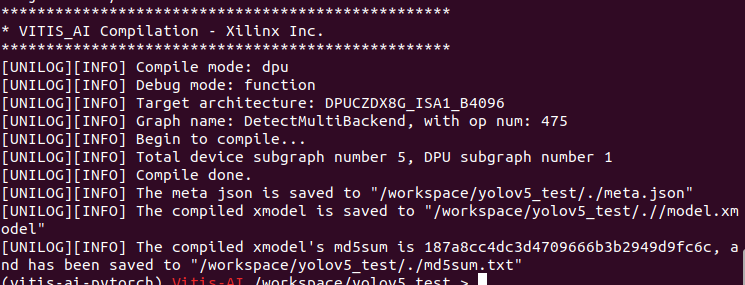 **************************************************
* VITIS_AI Compilation - Xilinx Inc.
**************************************************
[UNILOG][INFO] Compile mode: dpu
[UNILOG][INFO] Debug mode: function
[UNILOG][INFO] Target architecture: DPUCZDX8G_ISA1_B4096
[UNILOG][INFO] Graph name: DetectMultiBackend, with op num: 475
[UNILOG][INFO] Begin to compile...
[UNILOG][INFO] Total device subgraph number 5, DPU subgraph number 1
[UNILOG][INFO] Compile done.
[UNILOG][INFO] The meta json is saved to "/workspace/yolov5_test/./meta.json"
[UNILOG][INFO] The compiled xmodel is saved to "/workspace/yolov5_test/.//model.xm
odel"
[UNILOG][INFO] The compiled xmodel's md5sum is 187a8cc4dc3d4709666b3b2949d9fc6c, a
nd has been saved to "/workspace/yolov5_test/./md5sum.txt"
(vitis-ai-pytorch) Vitis-AI /workspace/yolov5_test >